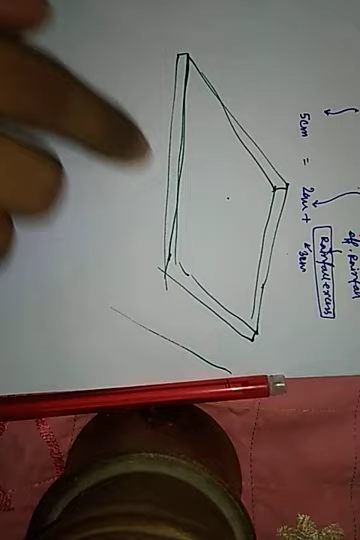 eff. Rainfall
Rainfall excess
5cm = 2cm + 3cm